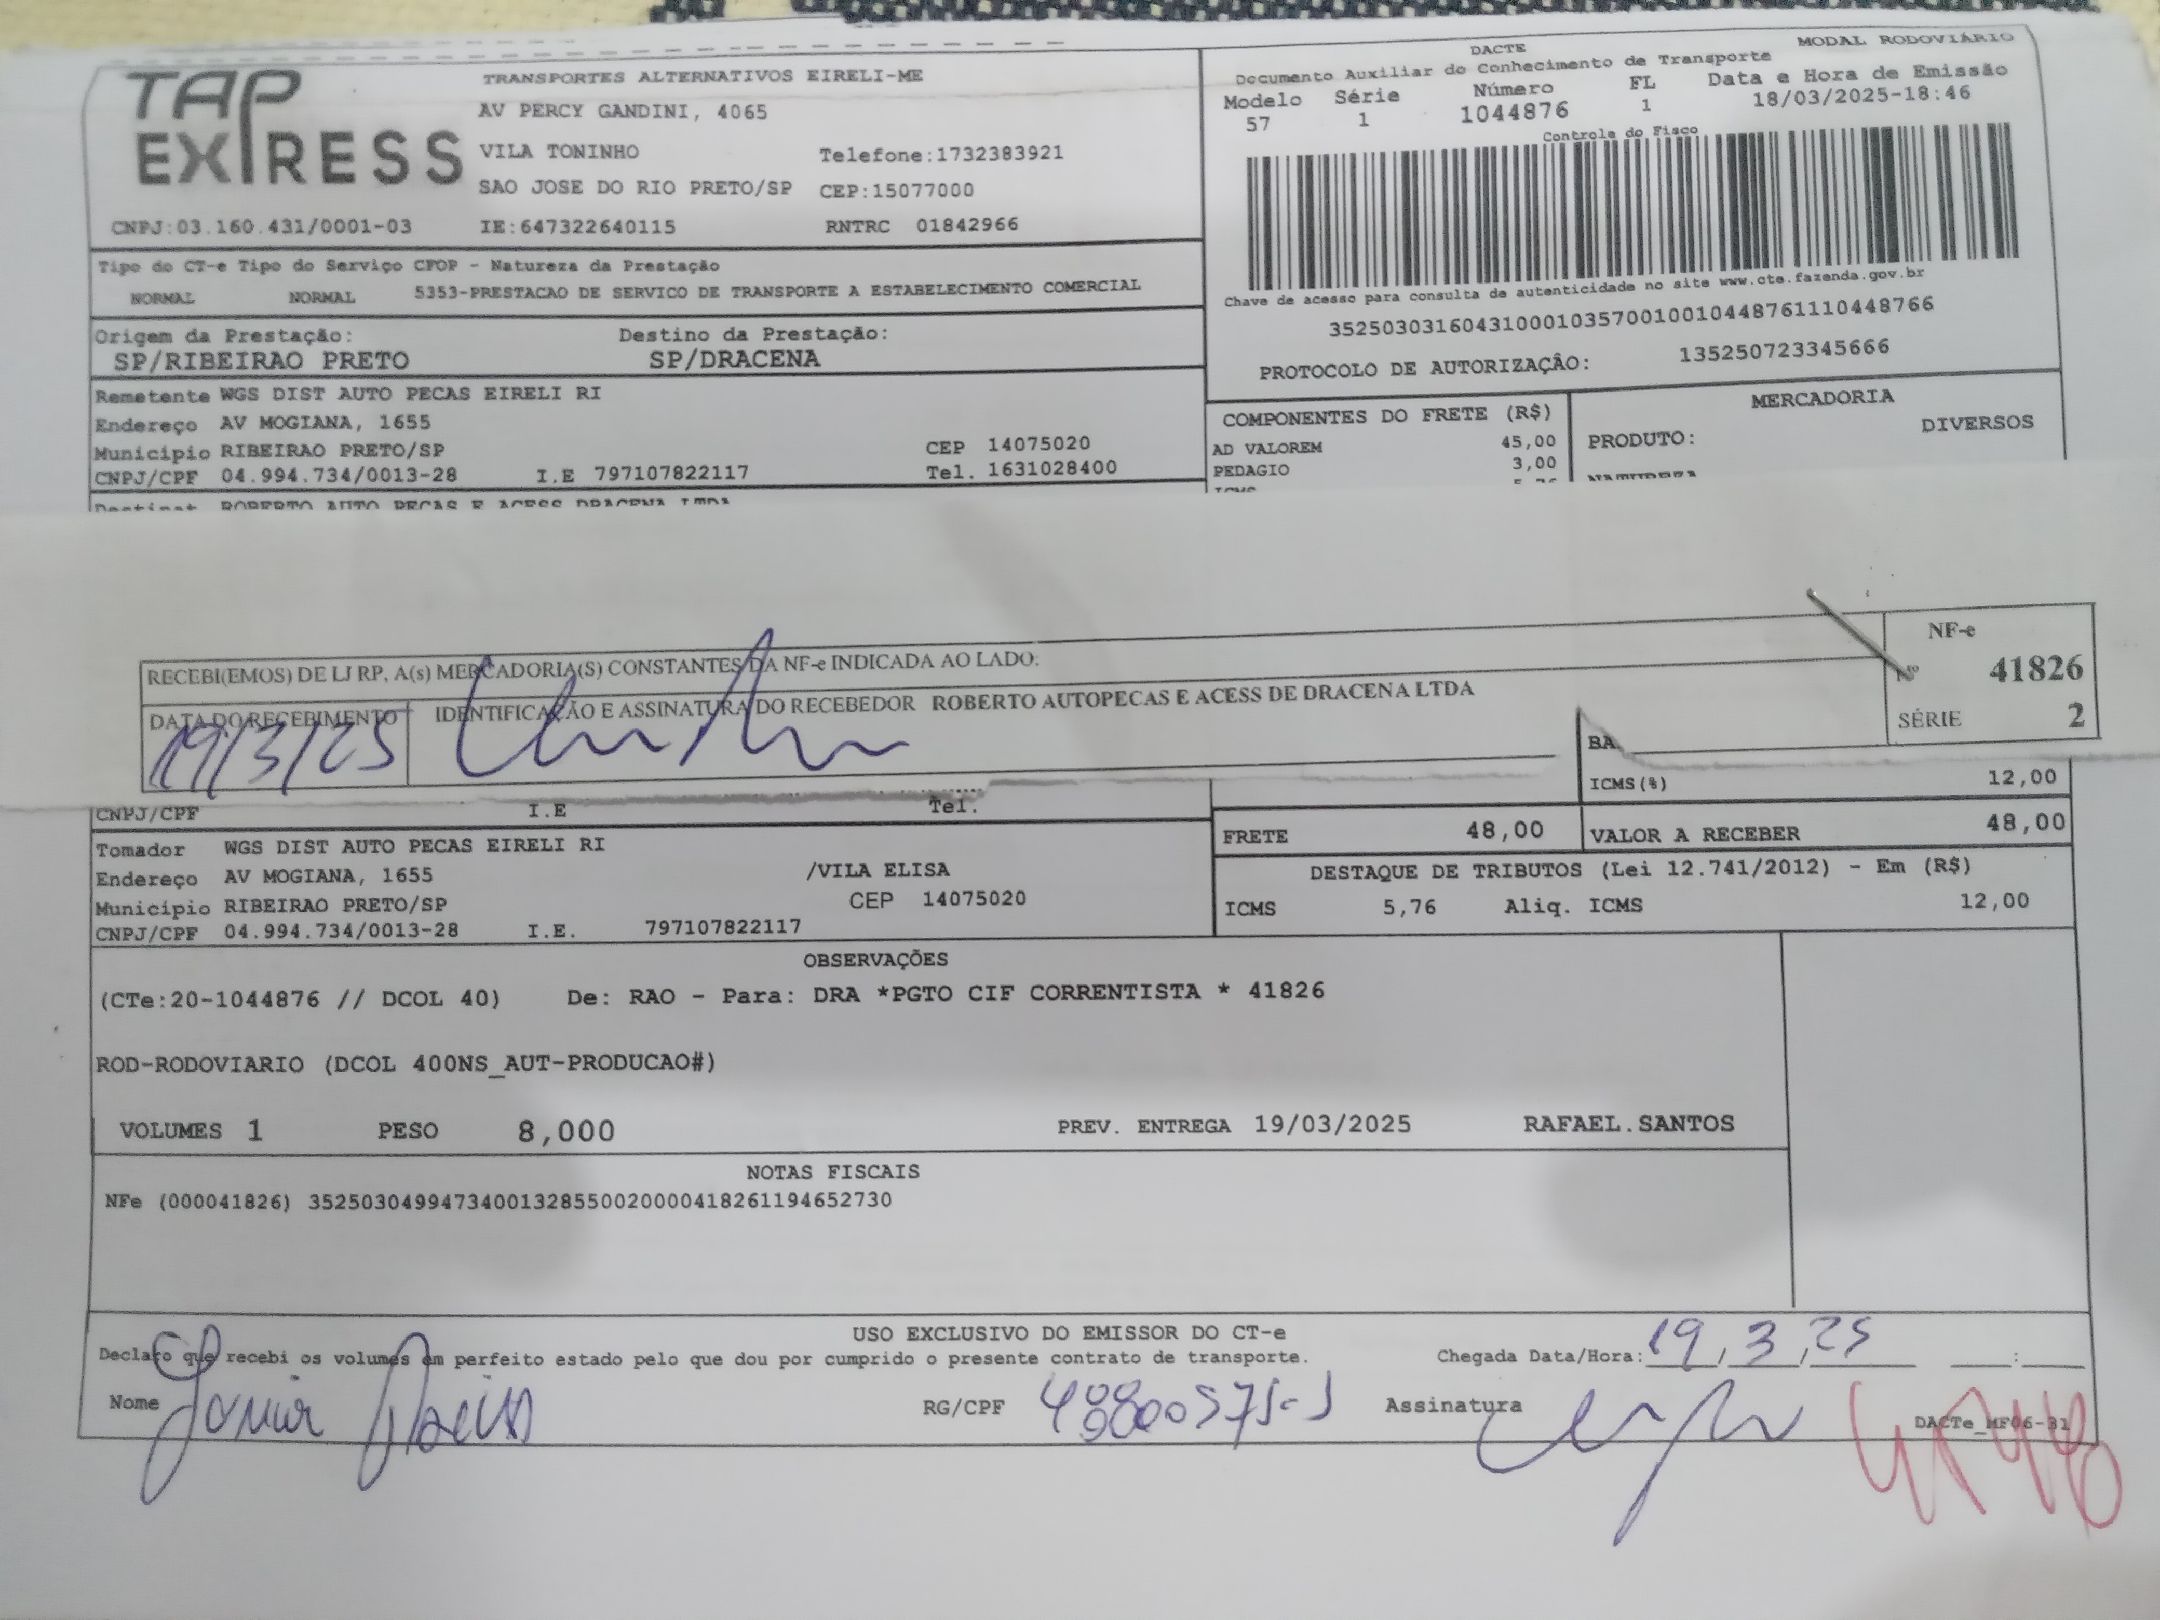 TAP EXPRESS
TRANSPORTES ALTERNATIVOS EIRELI-ME
AV PERCY GANDINI, 4065
VILA TONINHO Telefone:1732383921
SAO JOSE DO RIO PRETO/SP CEP:15077000
CNPJ:03.160.431/0001-03 IE:647322640115 RNTRC 01842966
DACTE MODAL RODOVIÁRIO
Documento Auxiliar do Conhecimento de Transporte
Modelo Série Número FL Data e Hora de Emissão
57 1 1044876 1 18/03/2025-18:46
Controle do Fisco
Chave de acesso para consulta de autenticidade no site www.cte.fazenda.gov.br
35250303160431000103570010010448761110448766
PROTOCOLO DE AUTORIZAÇÃO: 135250723345666
Tipo do CT-e Tipo do Serviço CFOP - Natureza da Prestação
NORMAL NORMAL 5353-PRESTACAO DE SERVICO DE TRANSPORTE A ESTABELECIMENTO COMERCIAL
Origem da Prestação: Destino da Prestação:
SP/RIBEIRAO PRETO SP/DRACENA
Remetente WGS DIST AUTO PECAS EIRELI RI
Endereço AV MOGIANA, 1655
Município RIBEIRAO PRETO/SP CEP 14075020
CNPJ/CPF 04.994.734/0013-28 I.E 797107822117 Tel. 1631028400
Destinat ROBERTO AUTO PECAS E ACESS DRACENA LTDA
COMPONENTES DO FRETE (R$)
AD VALOREM 45,00
PEDAGIO 3,00
ICMS 5,76
MERCADORIA
PRODUTO: DIVERSOS
NATUREZA
RECEBI(EMOS) DE LJ RP, A(s) MERCADORIA(S) CONSTANTES DA NF-e INDICADA AO LADO.
DATA DO RECEBIMENTO IDENTIFICAÇÃO E ASSINATURA DO RECEBEDOR ROBERTO AUTOPECAS E ACESS DE DRACENA LTDA
19/3/25
NF-e
Nº 41826
SÉRIE 2
BA
ICMS(%) 12,00
CNPJ/CPF I.E Tel.
FRETE 48,00 VALOR A RECEBER 48,00
Tomador WGS DIST AUTO PECAS EIRELI RI
Endereço AV MOGIANA, 1655 /VILA ELISA
Município RIBEIRAO PRETO/SP CEP 14075020
CNPJ/CPF 04.994.734/0013-28 I.E. 797107822117
DESTAQUE DE TRIBUTOS (Lei 12.741/2012) - Em (R$)
ICMS 5,76 Aliq. ICMS 12,00
OBSERVAÇÕES
(CTe:20-1044876 // DCOL 40) De: RAO - Para: DRA *PGTO CIF CORRENTISTA * 41826
ROD-RODOVIARIO (DCOL 400NS_AUT-PRODUCAO#)
VOLUMES 1 PESO 8,000 PREV. ENTREGA 19/03/2025 RAFAEL.SANTOS
NOTAS FISCAIS
NFe (000041826) 35250304994734001328550020000418261194652730
USO EXCLUSIVO DO EMISSOR DO CT-e
Declaro que recebi os volumes em perfeito estado pelo que dou por cumprido o presente contrato de transporte. Chegada Data/Hora: 19,3,25 :
Nome RG/CPF Assinatura
DACTe_MF06-31